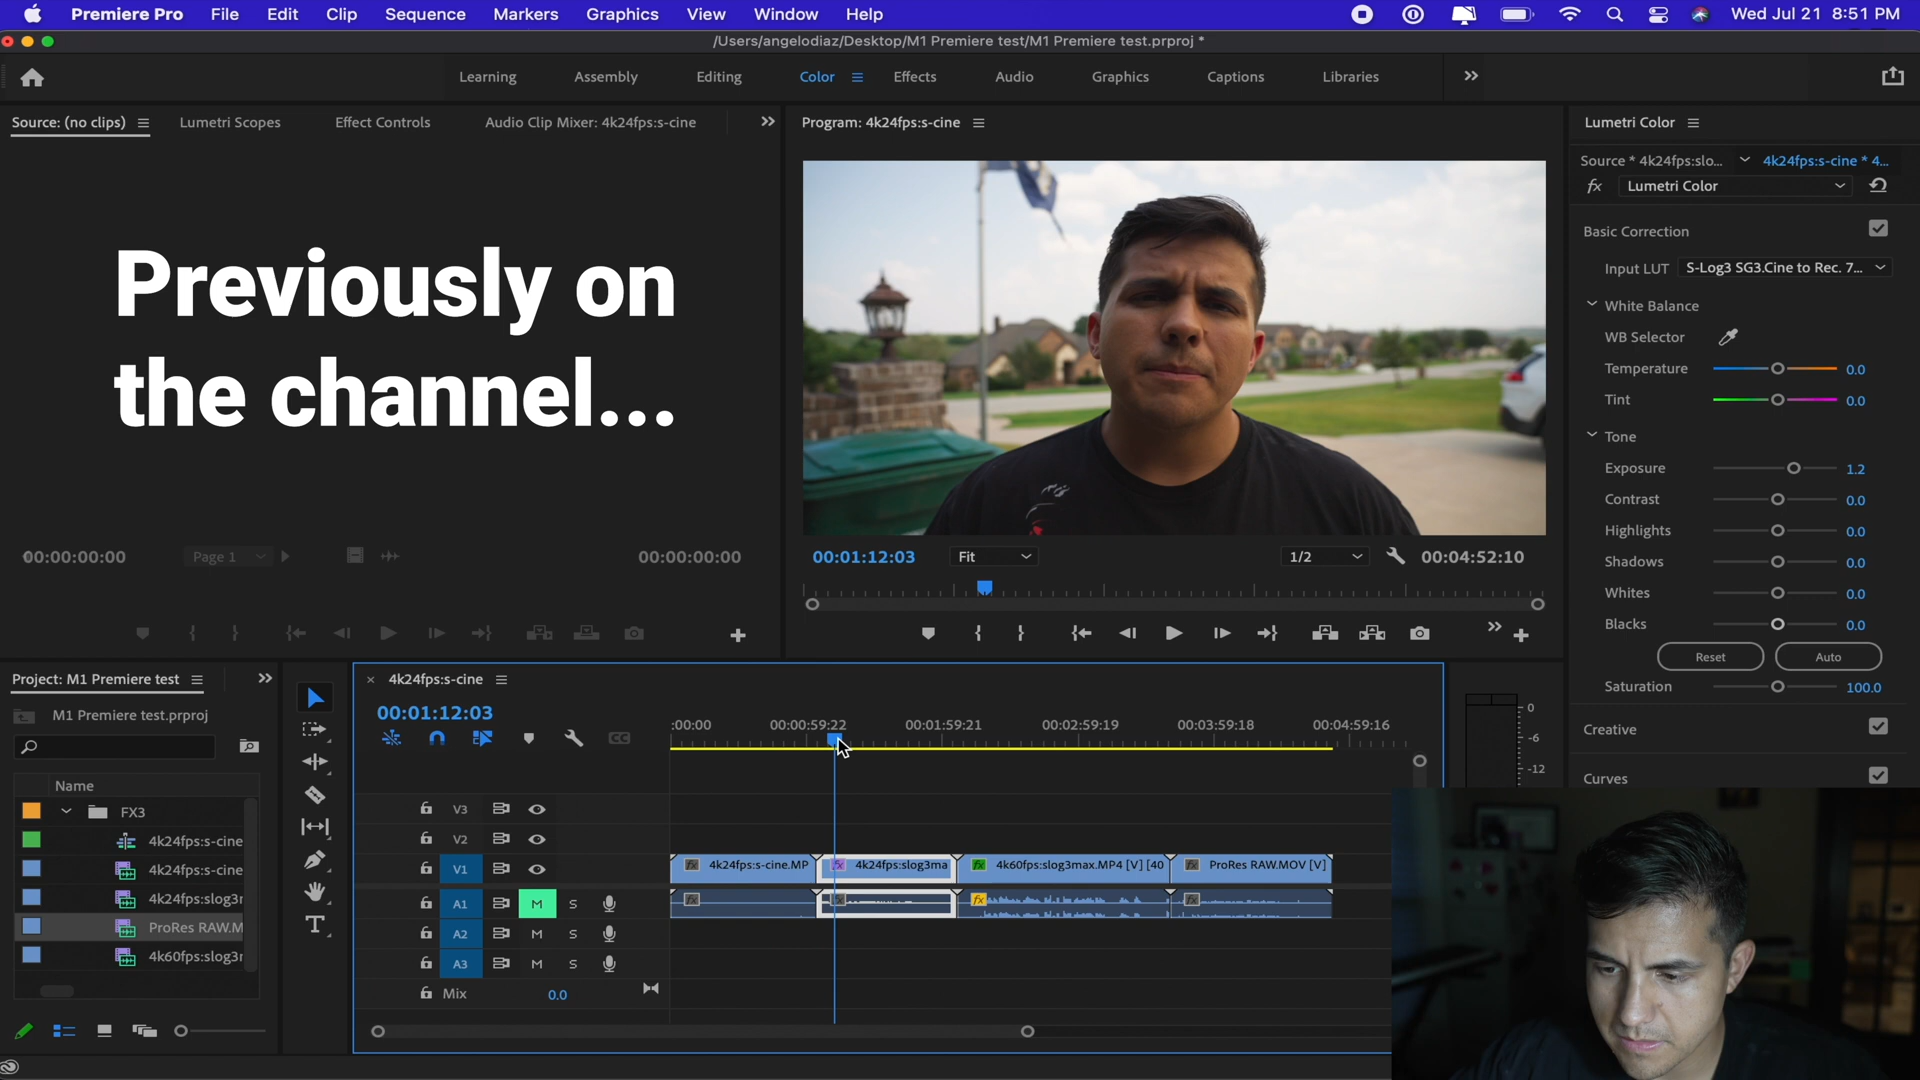 Premiere Pro File Edit Clip Sequence Markers Graphics View Window Help Wed Jul 21 8:51 PM
/Users/angelodiaz/Desktop/M1 Premiere test/M1 Premiere test.prproj *
Learning Assembly Editing Color Effects Audio Graphics Captions Libraries
Source: (no clips) Lumetri Scopes Effect Controls Audio Clip Mixer: 4k24fps:s-cine
Program: 4k24fps:s-cine
Lumetri Color
Source * 4k24fps:slo... 4k24fps:s-cine * 4...
fx Lumetri Color
Basic Correction
Input LUT S-Log3 SG3.Cine to Rec. 7...
White Balance
WB Selector
Temperature 0.0
Tint 0.0
Tone
Exposure 1.2
Contrast 0.0
Highlights 0.0
Shadows 0.0
Whites 0.0
Blacks 0.0
Reset Auto
Saturation 100.0
Creative
Curves
Previously on
the channel...
00:00:00:00 Page 1 00:00:00:00
00:01:12:03 Fit 1/2 00:04:52:10
Project: M1 Premiere test
M1 Premiere test.prproj
Name
FX3
4k24fps:s-cine
4k24fps:s-cine
4k24fps:slog3r
ProRes RAW.M
4k60fps:slog3r
4k24fps:s-cine
00:01:12:03
:00:00 00:00:59:22 00:01:59:21 00:02:59:19 00:03:59:18 00:04:59:16
CC
V3
V2
V1 fx 4k24fps:s-cine.MP fx 4k24fps:slog3ma fx 4k60fps:slog3max.MP4 [V] [40 fx ProRes RAW.MOV [V]
A1 M S fx fx fx fx
A2 M S
A3 M S
Mix 0.0
0
-6
-12